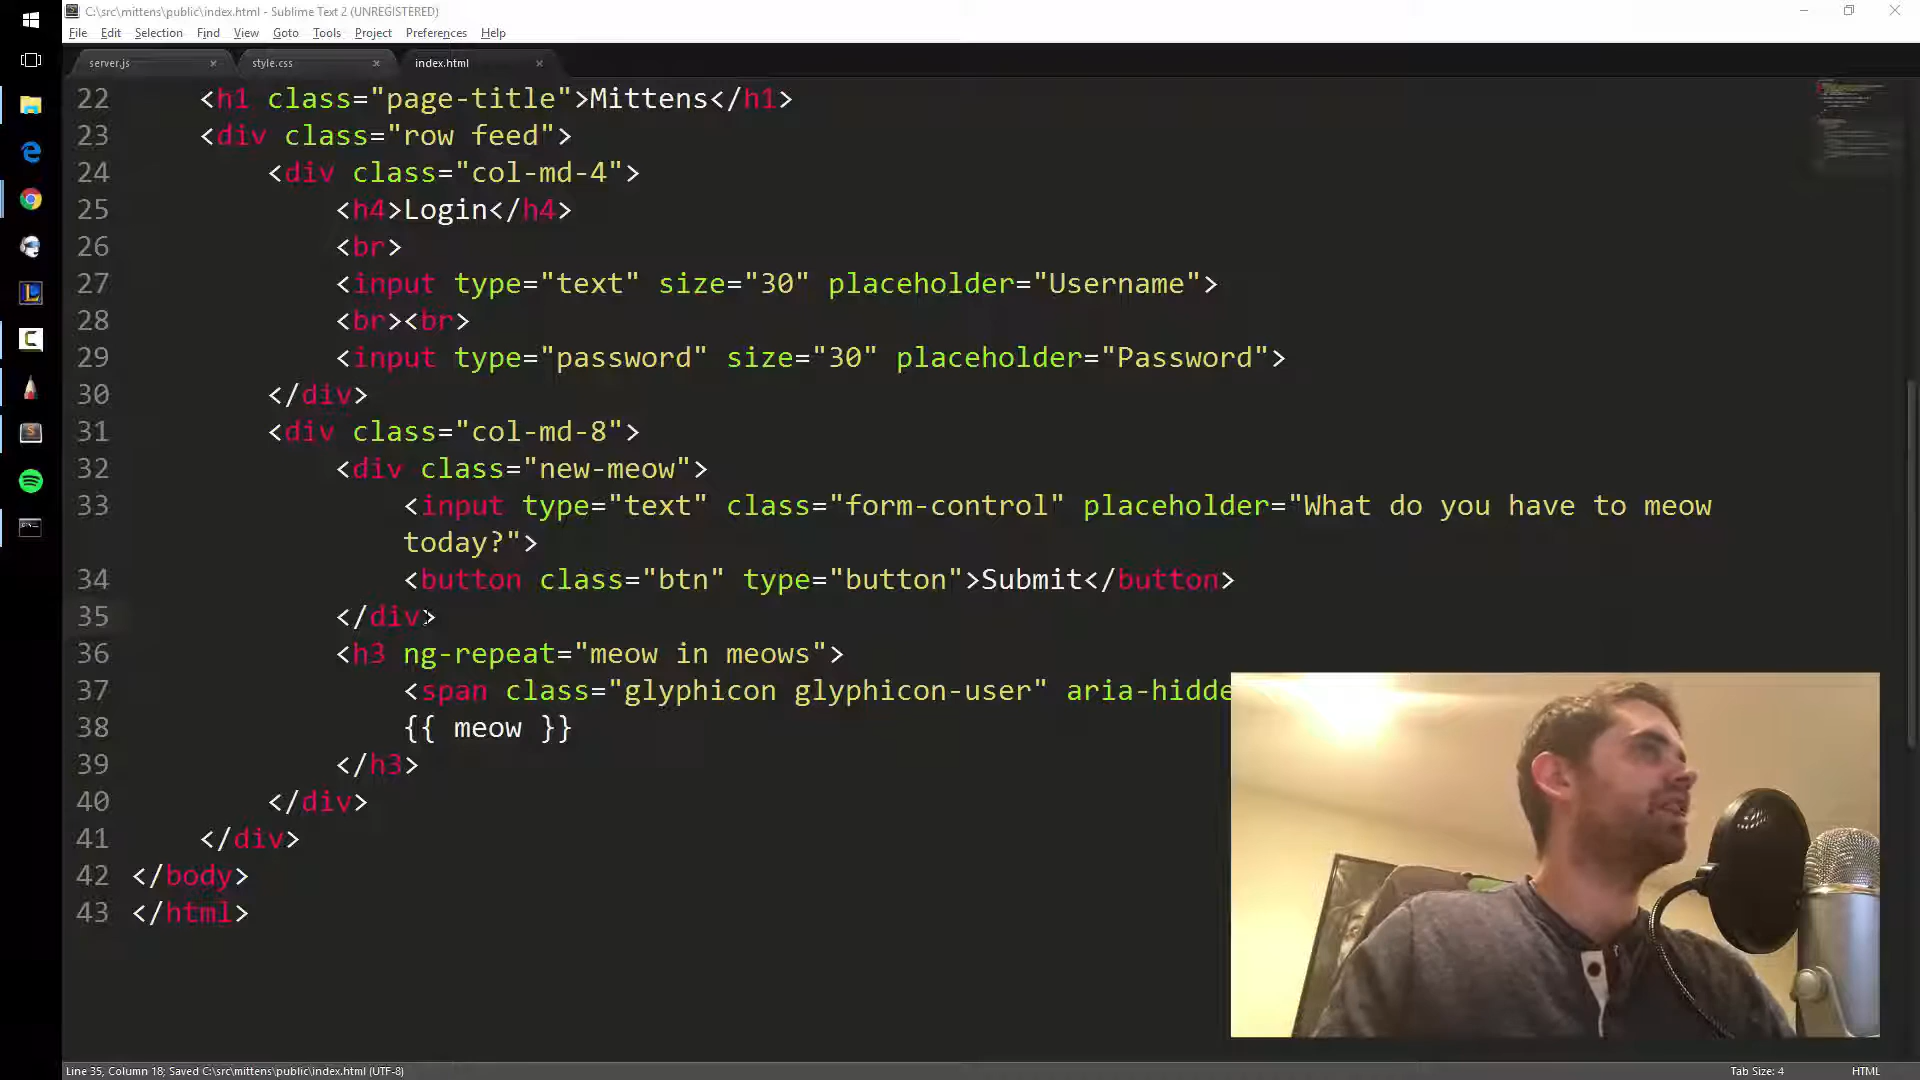 C:\src\mittens\public\index.html - Sublime Text 2 (UNREGISTERED)
File Edit Selection Find View Goto Tools Project Preferences Help
server.js × style.css × index.html ×
22 <h1 class="page-title">Mittens</h1>
23 <div class="row feed">
24 <div class="col-md-4">
25 <h4>Login</h4>
26 <br>
27 <input type="text" size="30" placeholder="Username">
28 <br><br>
29 <input type="password" size="30" placeholder="Password">
30 </div>
31 <div class="col-md-8">
32 <div class="new-meow">
33 <input type="text" class="form-control" placeholder="What do you have to meow
today?">
34 <button class="btn" type="button">Submit</button>
35 </div>
36 <h3 ng-repeat="meow in meows">
37 <span class="glyphicon glyphicon-user" aria-hidde
38 {{ meow }}
39 </h3>
40 </div>
41 </div>
42 </body>
43 </html>
Line 35, Column 18; Saved C:\src\mittens\public\index.html (UTF-8) Tab Size: 4 HTML